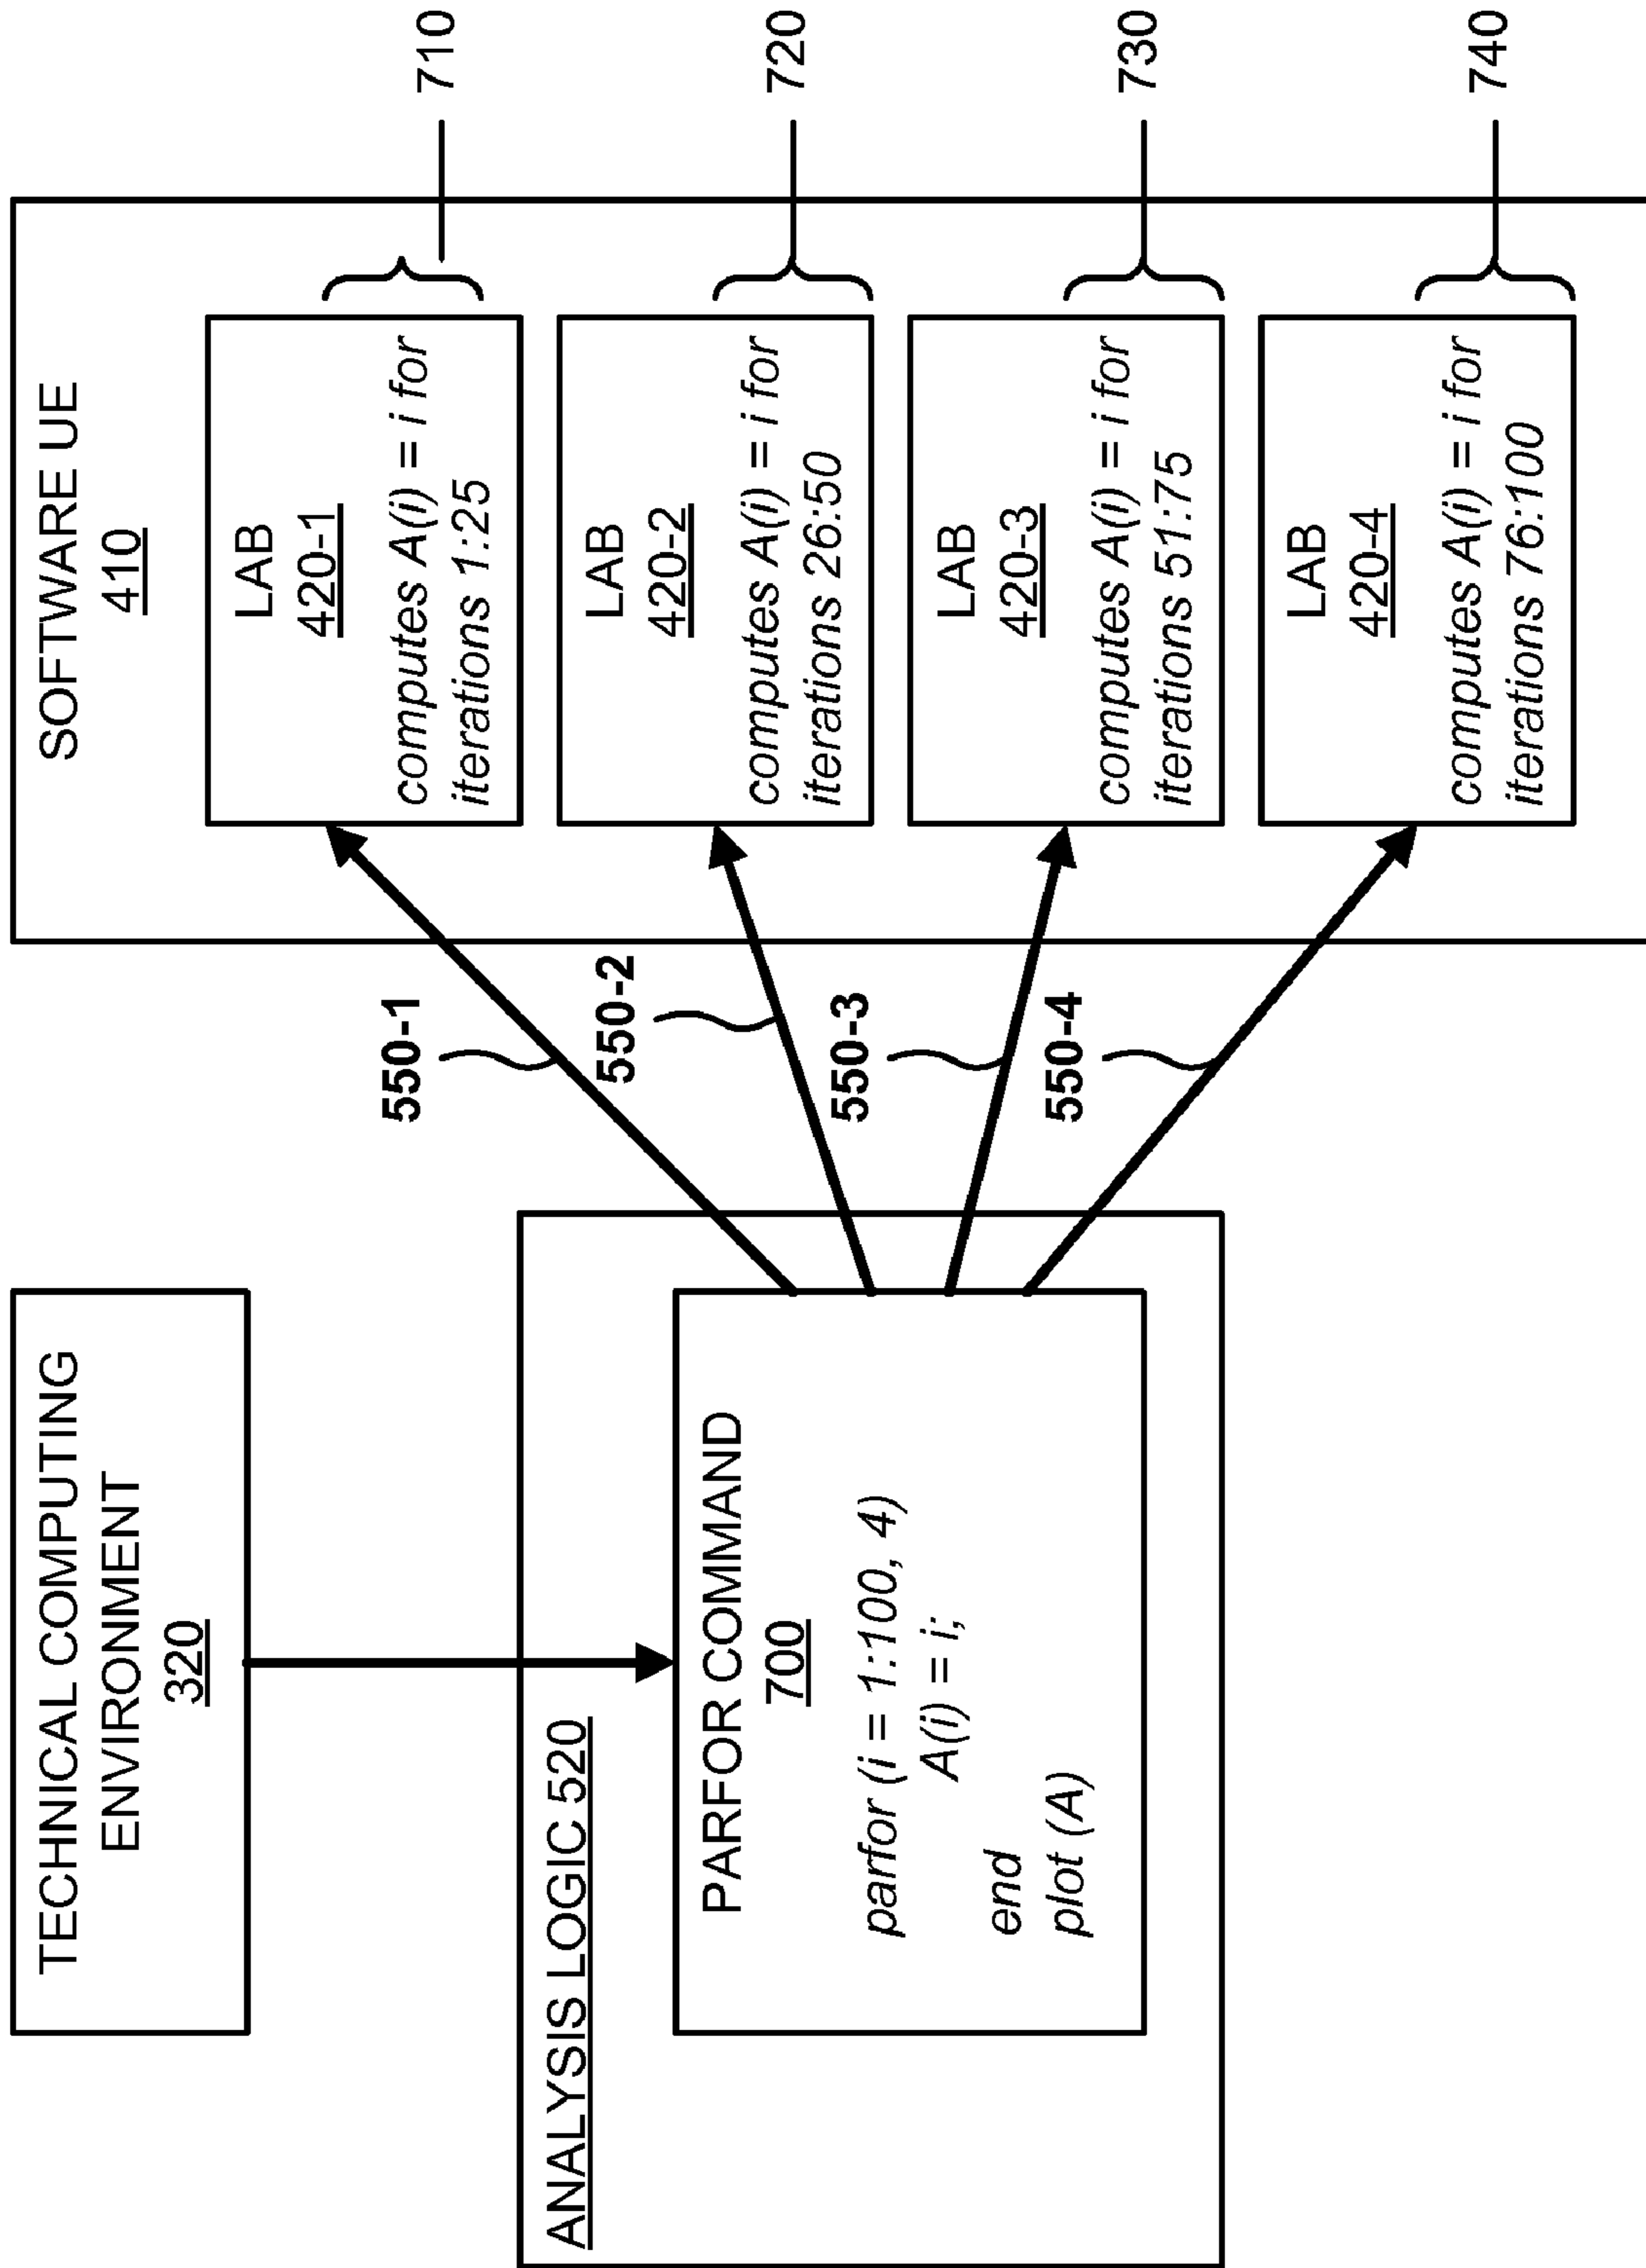 TECHNICAL COMPUTING
ENVIRONMENT
320
ANALYSIS LOGIC 520
PARFOR COMMAND
700
parfor (i = 1:100, 4)
A(i) = i;
end
plot (A)
550-1
550-2
550-3
550-4
SOFTWARE UE
410
LAB
420-1
computes A(i) = i for
iterations 1:25
710
LAB
420-2
computes A(i) = i for
iterations 26:50
720
LAB
420-3
computes A(i) = i for
iterations 51:75
730
LAB
420-4
computes A(i) = i for
iterations 76:100
740